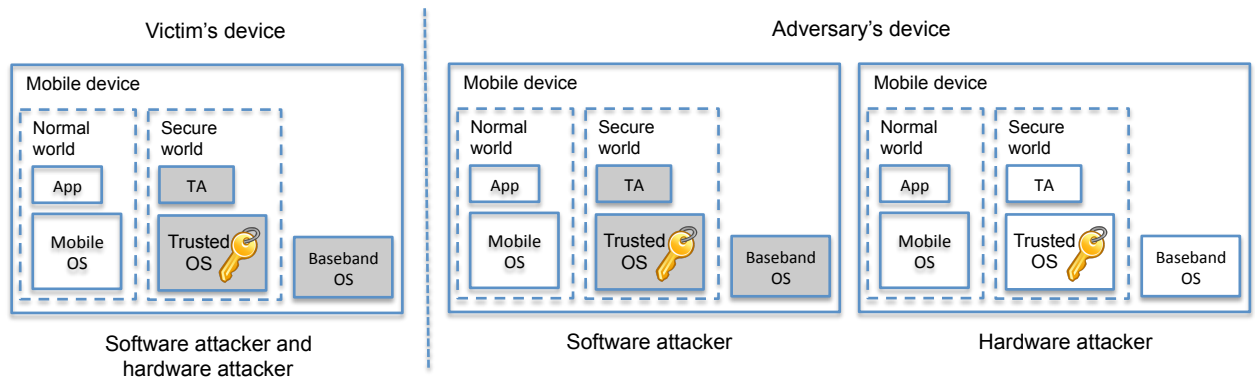 Victim's device
Adversary's device
Mobile device
Normal
world
Secure
world
App
TA
Mobile
OS
Trusted
OS
Baseband
OS
Software attacker and
hardware attacker
Mobile device
Normal
world
Secure
world
App
TA
Mobile
OS
Trusted
OS
Baseband
OS
Software attacker
Mobile device
Normal
world
Secure
world
App
TA
Mobile
OS
Trusted
OS
Baseband
OS
Hardware attacker